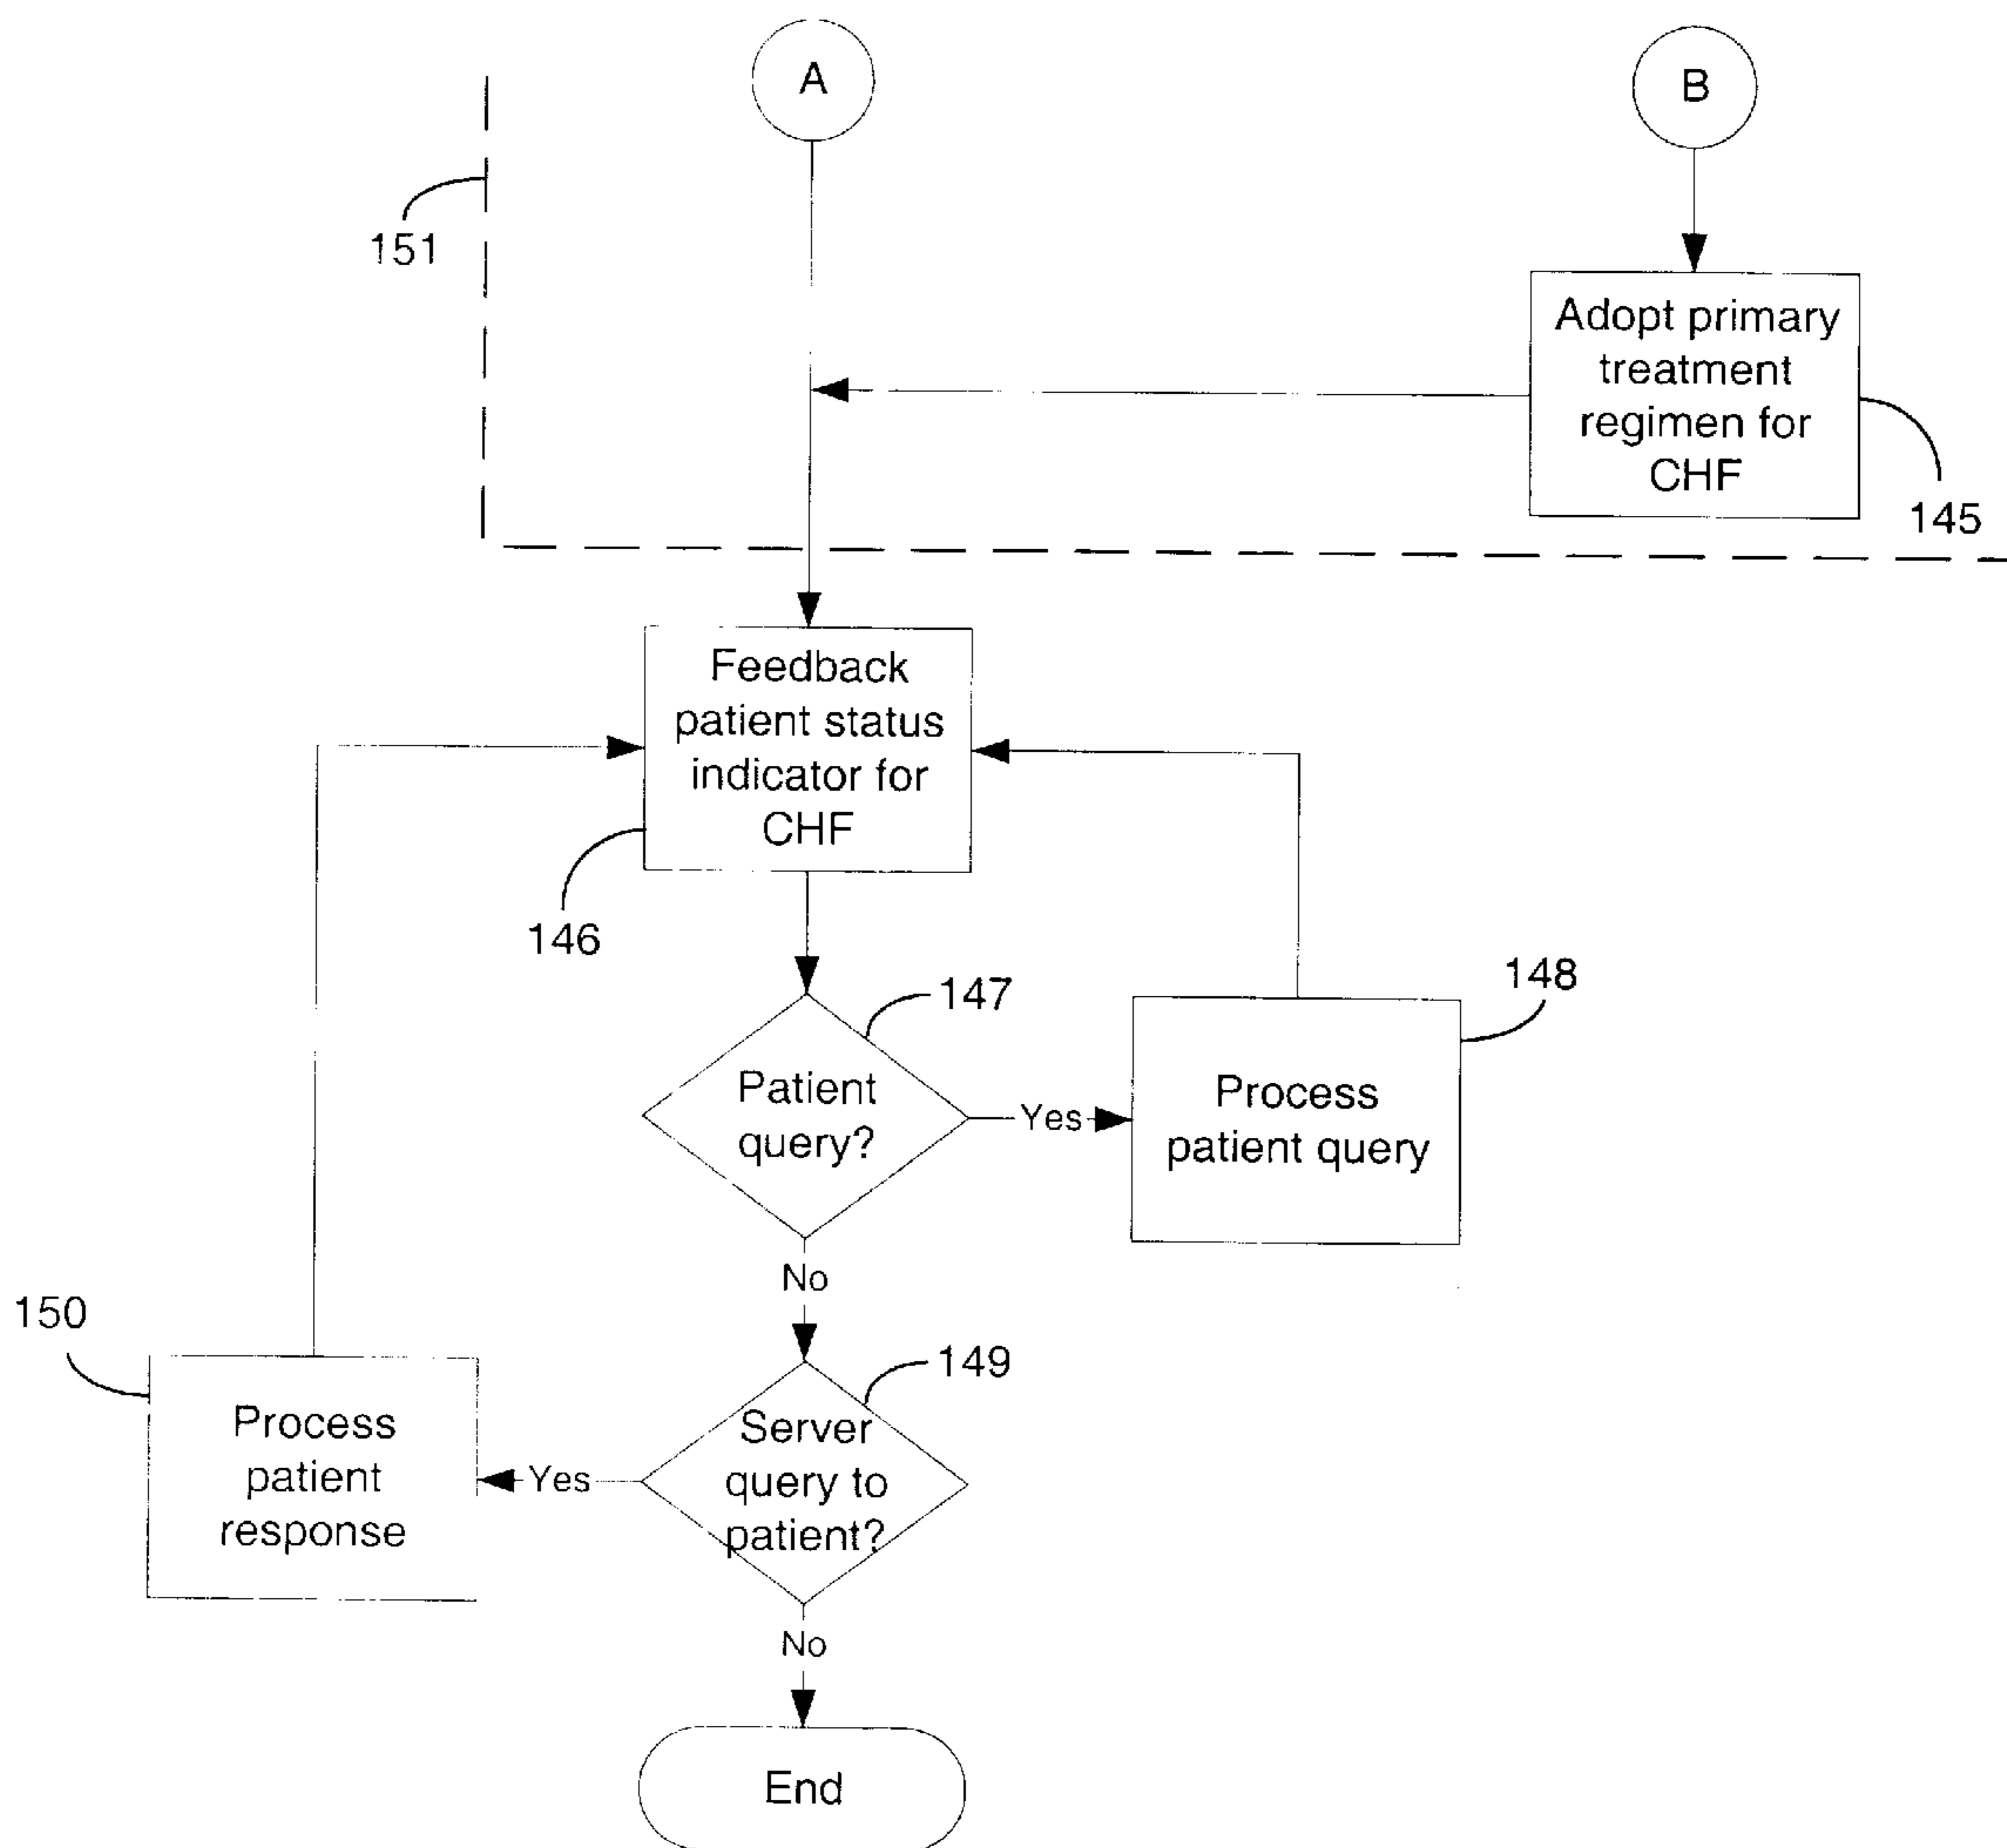 A
B
151
Adopt primary
treatment
regimen for
CHF
145
Feedback
patient status
indicator for
CHF
146
147
148
Patient
query?
Yes
Process
patient query
No
150
149
Process
patient
response
Yes
Server
query to
patient?
No
End